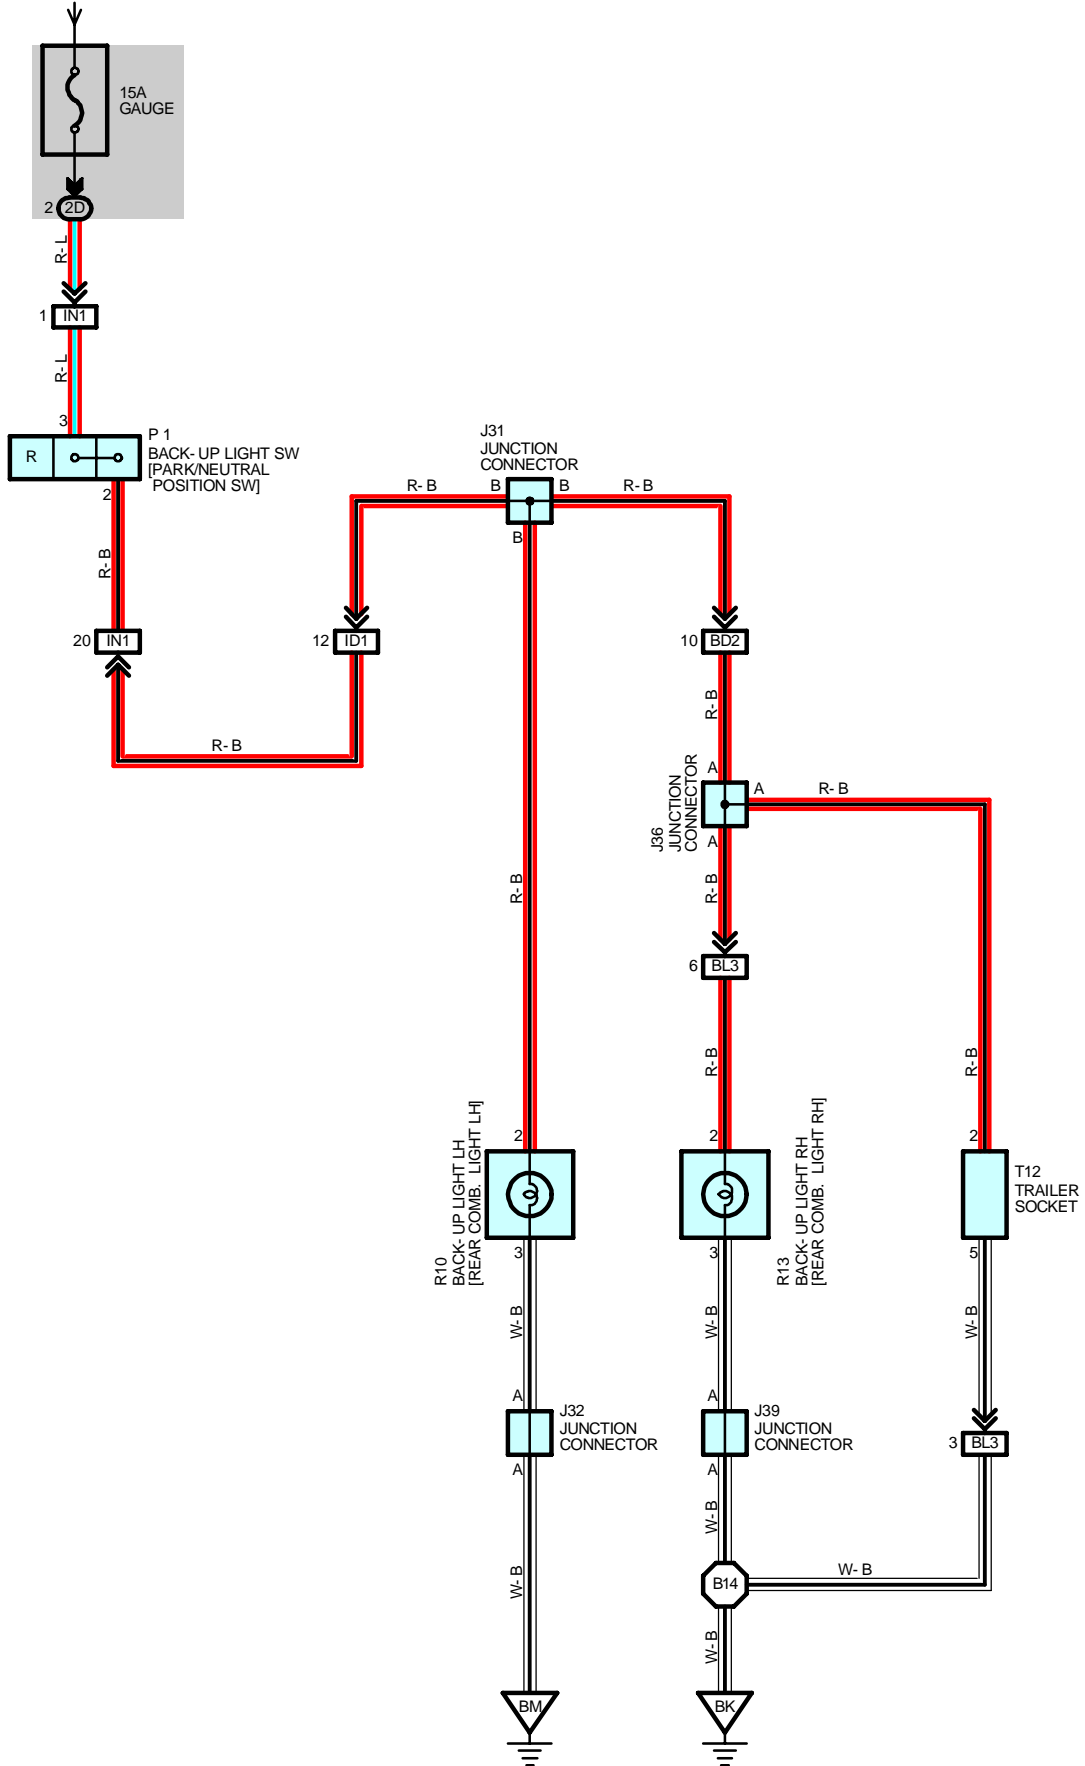 15A
GAUGE
2
2D
R- L
1
IN1
R- L
3
P 1
BACK- UP LIGHT SW
[PARK/NEUTRAL
POSITION SW]
R
2
R- B
20
IN1
R- B
12
ID1
R- B
J31
JUNCTION
CONNECTOR
B
B
B
R- B
10
BD2
R- B
A
J36
JUNCTION
CONNECTOR
A
R- B
A
R- B
R- B
6
BL3
R- B
R- B
2
R10
BACK- UP LIGHT LH
[REAR COMB. LIGHT LH]
3
2
R13
BACK- UP LIGHT RH
[REAR COMB. LIGHT RH]
3
2
T12
TRAILER
SOCKET
5
W- B
W- B
W- B
A
J32
JUNCTION
CONNECTOR
A
A
J39
JUNCTION
CONNECTOR
A
3
BL3
W- B
W- B
B14
W- B
W- B
BM
BK